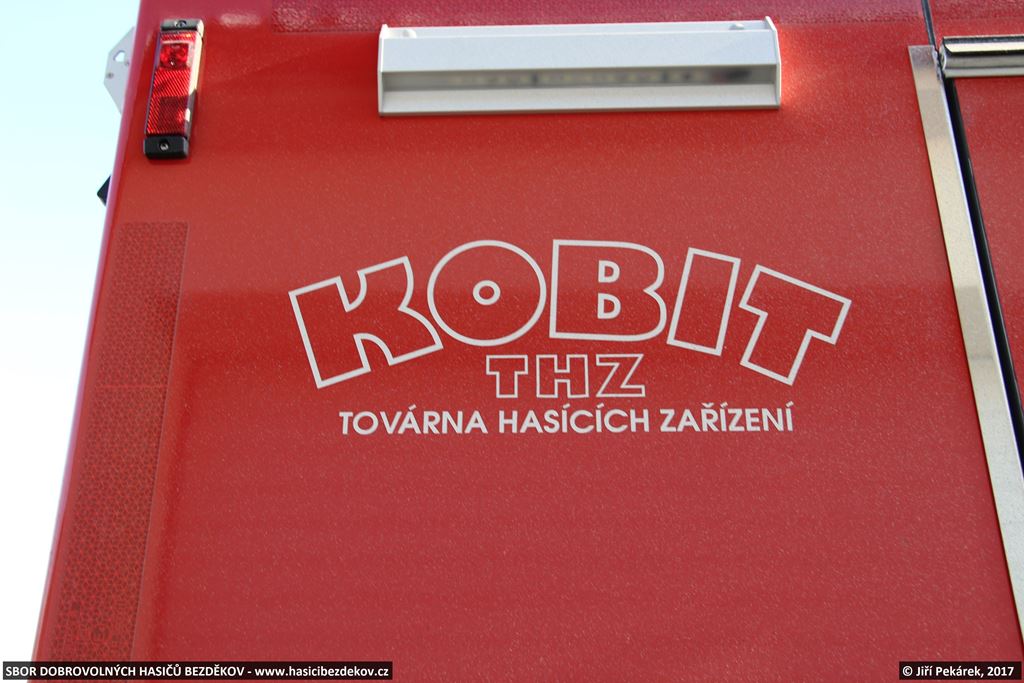 KOBIT
THZ
TOVÁRNA HASÍCÍCH ZAŘÍZENÍ
SBOR DOBROVOLNÝCH HASIČŮ BEZDĚKOV - www.hasicibezdekov.cz
© Jiří Pekárek, 2017